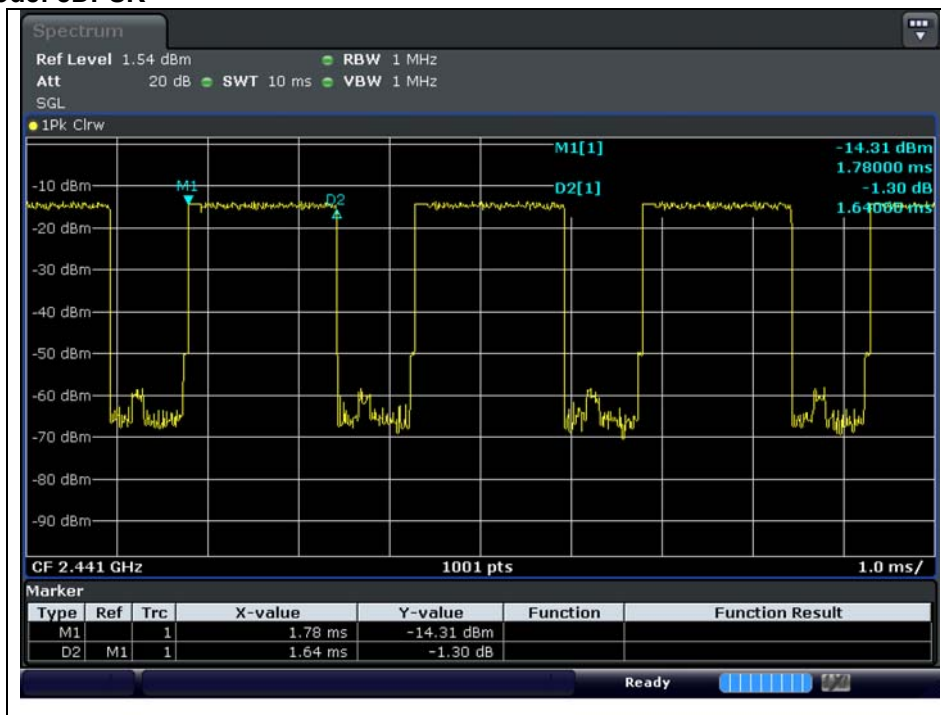 Spectrum
Ref Level 1.54 dBm RBW 1 MHz
Att 20 dB SWT 10 ms VBW 1 MHz
SGL
1Pk Clrw
M1[1] -14.31 dBm
1.78000 ms
-10 dBm M1 D2[1] -1.30 dB
D2 1.64000 ms
-20 dBm
-30 dBm
-40 dBm
-50 dBm
-60 dBm
-70 dBm
-80 dBm
-90 dBm
CF 2.441 GHz 1001 pts 1.0 ms/
Marker
Type Ref Trc X-value Y-value Function Function Result
M1 1 1.78 ms -14.31 dBm
D2 M1 1 1.64 ms -1.30 dB
Ready